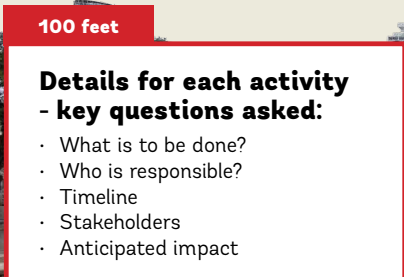 100 feet
Details for each activity
- key questions asked:
· What is to be done?
· Who is responsible?
· Timeline
· Stakeholders
· Anticipated impact